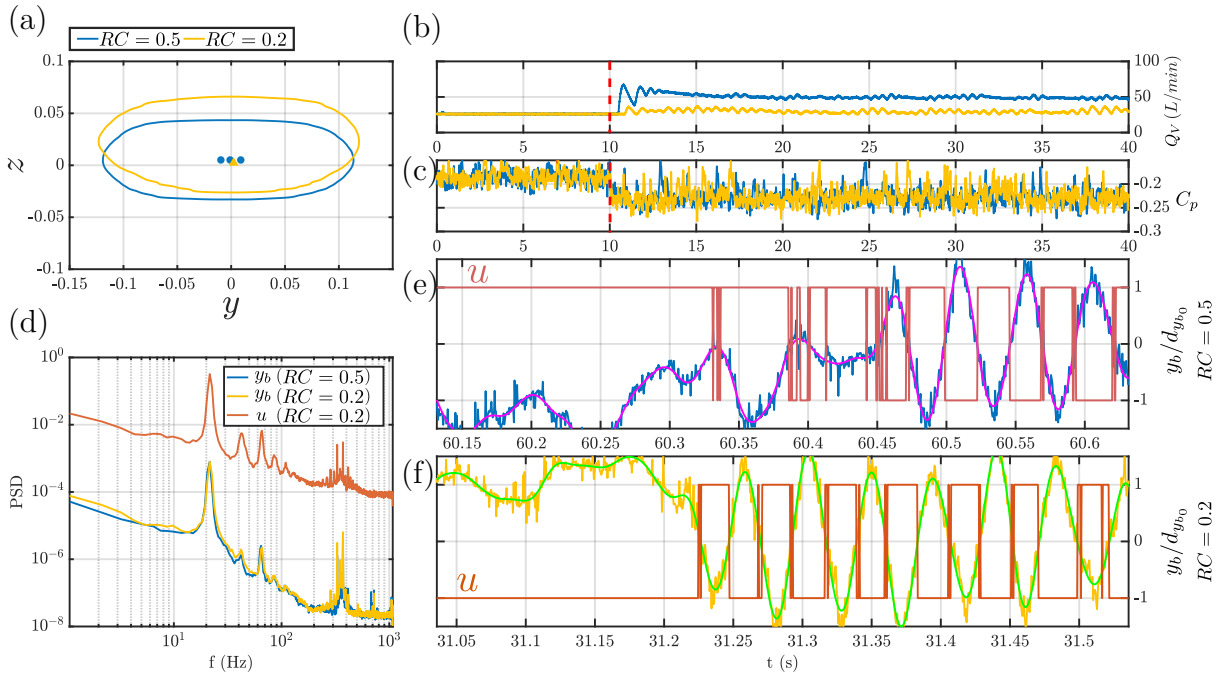 (a)
RC = 0.5 RC = 0.2
0.1
0.05
0
-0.05
-0.1
z
-0.15 -0.1 -0.05 0 0.05 0.1
y
(b)
100
50
0
Q_V (L/min)
0 5 10 15 20 25 30 35 40
(c)
-0.2
-0.25
-0.3
C_p
0 5 10 15 20 25 30 35 40
(d)
10^0
10^-2
10^-4
10^-6
10^-8
PSD
y_b (RC = 0.5)
y_b (RC = 0.2)
u (RC = 0.2)
10^1 10^2 10^3
f (Hz)
(e)
u
1
0
-1
y_b/d_{y_{b_0}}
RC = 0.5
60.15 60.2 60.25 60.3 60.35 60.4 60.45 60.5 60.55 60.6
(f)
u
1
0
-1
y_b/d_{y_{b_0}}
RC = 0.2
31.05 31.1 31.15 31.2 31.25 31.3 31.35 31.4 31.45 31.5
t (s)